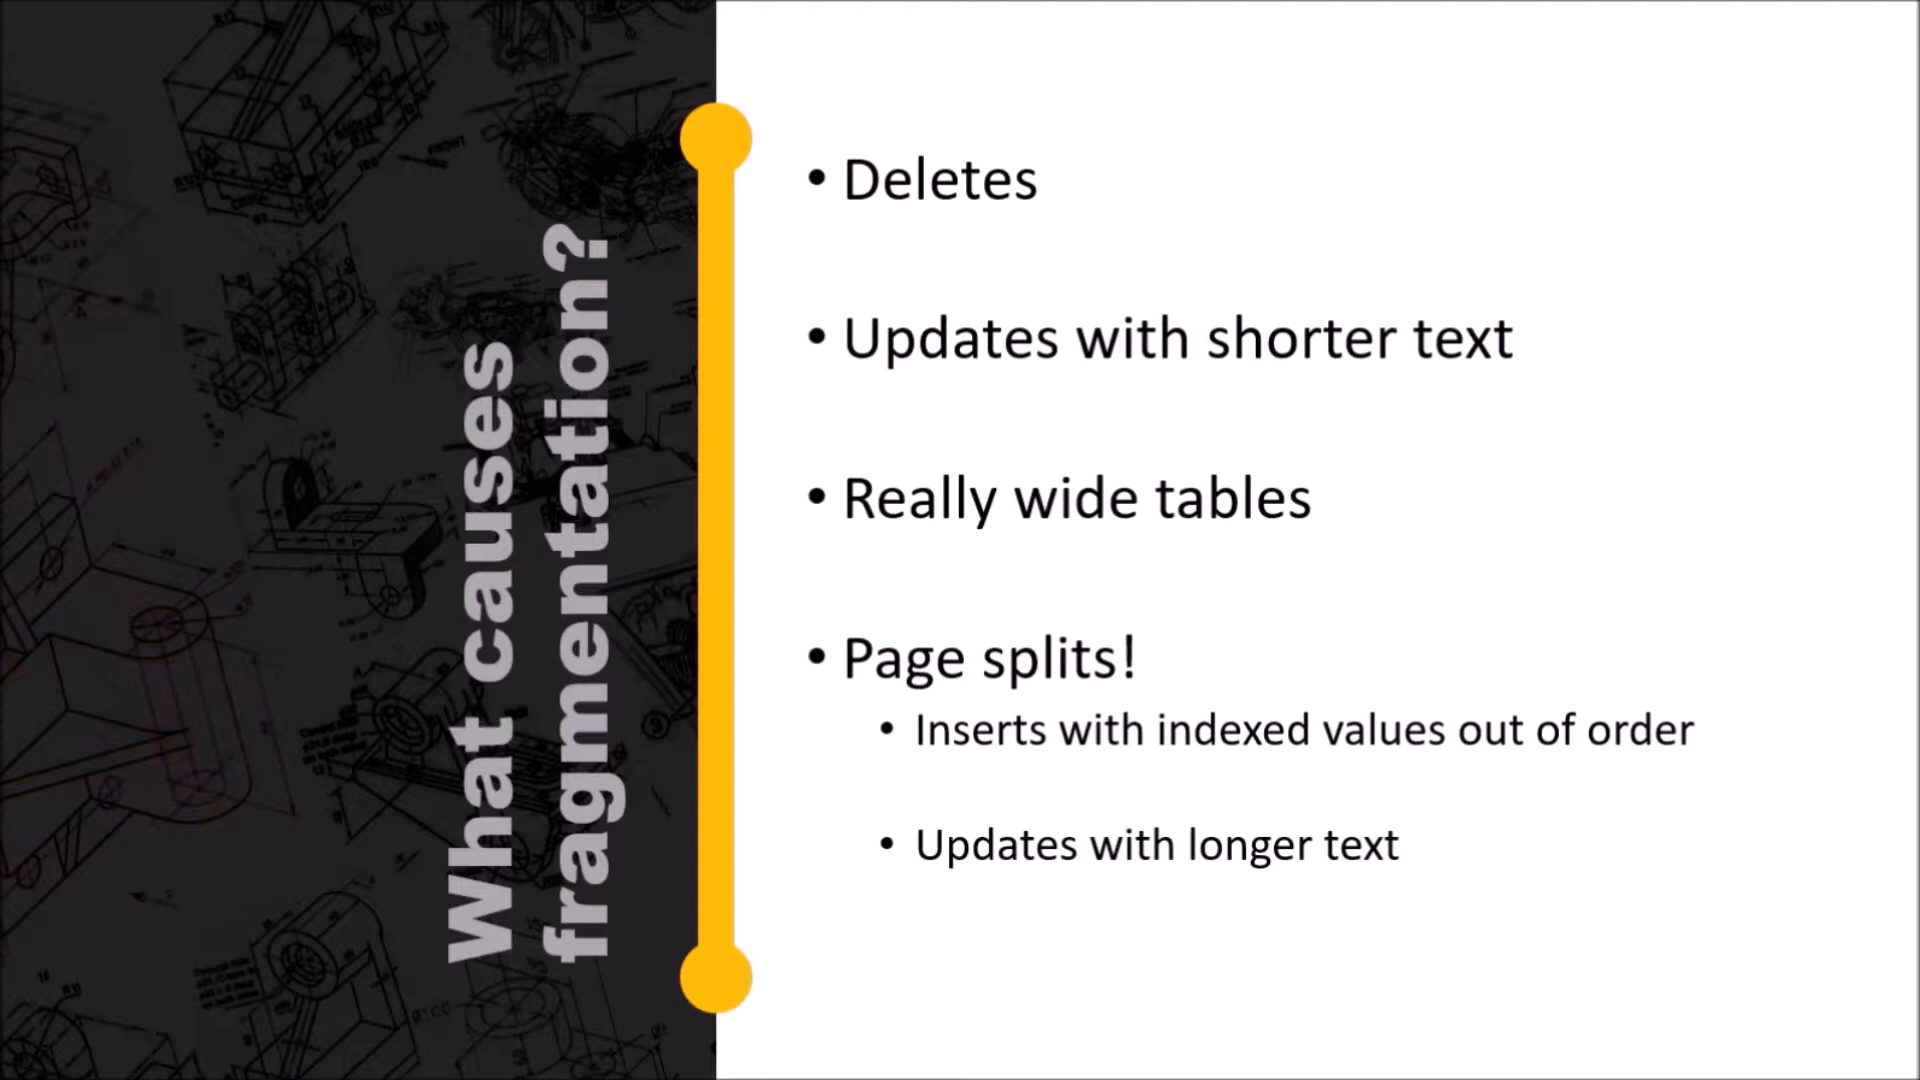 What causes
fragmentation?
• Deletes
• Updates with shorter text
• Really wide tables
• Page splits!
• Inserts with indexed values out of order
• Updates with longer text